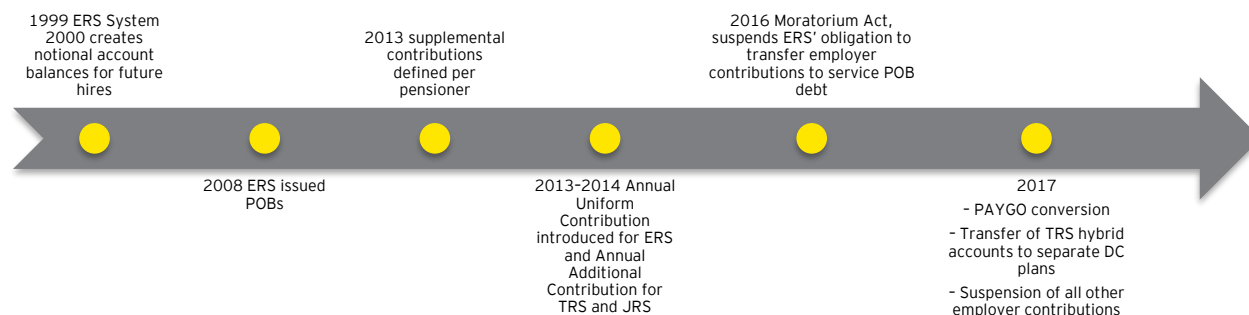 1999 ERS System
2000 creates
notional account
balances for future
hires
2008 ERS issued
POBs
2013 supplemental
contributions
defined per
pensioner
2013–2014 Annual
Uniform
Contribution
introduced for ERS
and Annual
Additional
Contribution for
TRS and JRS
2016 Moratorium Act,
suspends ERS’ obligation to
transfer employer
contributions to service POB
debt
2017
– PAYGO conversion
– Transfer of TRS hybrid
accounts to separate DC
plans
– Suspension of all other
employer contributions